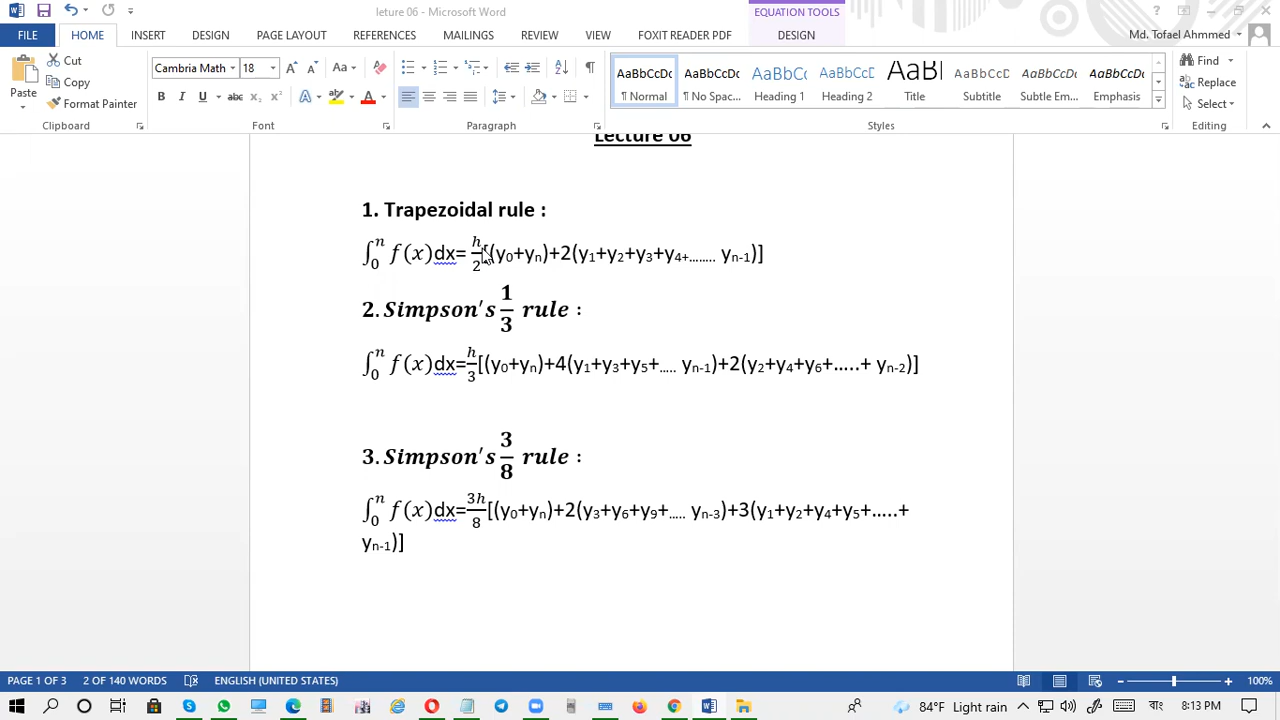 leture 06 - Microsoft Word
EQUATION TOOLS
FILE HOME INSERT DESIGN PAGE LAYOUT REFERENCES MAILINGS REVIEW VIEW FOXIT READER PDF DESIGN Md. Tofael Ahmmed
Cut
Copy
Format Painter
Paste
Cambria Math 18
AaBbCcDc AaBbCcDc AaBbCc AaBbCc AaBl AaBbCcD AaBbCcDc AaBbCcDc
¶ Normal ¶ No Spac... Heading 1 Heading 2 Title Subtitle Subtle Em... Emphasis
Find
Replace
Select
Clipboard Font Paragraph Styles Editing
Lecture 06
1. Trapezoidal rule :
∫₀ⁿ f(x)dx= h/2[(y₀+yₙ)+2(y₁+y₂+y₃+y₄₊........ yₙ₋₁)]
2. Simpson's 1/3 rule :
∫₀ⁿ f(x)dx=h/3[(y₀+yₙ)+4(y₁+y₃+y₅+..... yₙ₋₁)+2(y₂+y₄+y₆+.....+ yₙ₋₂)]
3. Simpson's 3/8 rule :
∫₀ⁿ f(x)dx=3h/8[(y₀+yₙ)+2(y₃+y₆+y₉+..... yₙ₋₃)+3(y₁+y₂+y₄+y₅+.....+
yₙ₋₁)]
PAGE 1 OF 3 2 OF 140 WORDS ENGLISH (UNITED STATES) 100%
84°F Light rain বাং 8:13 PM